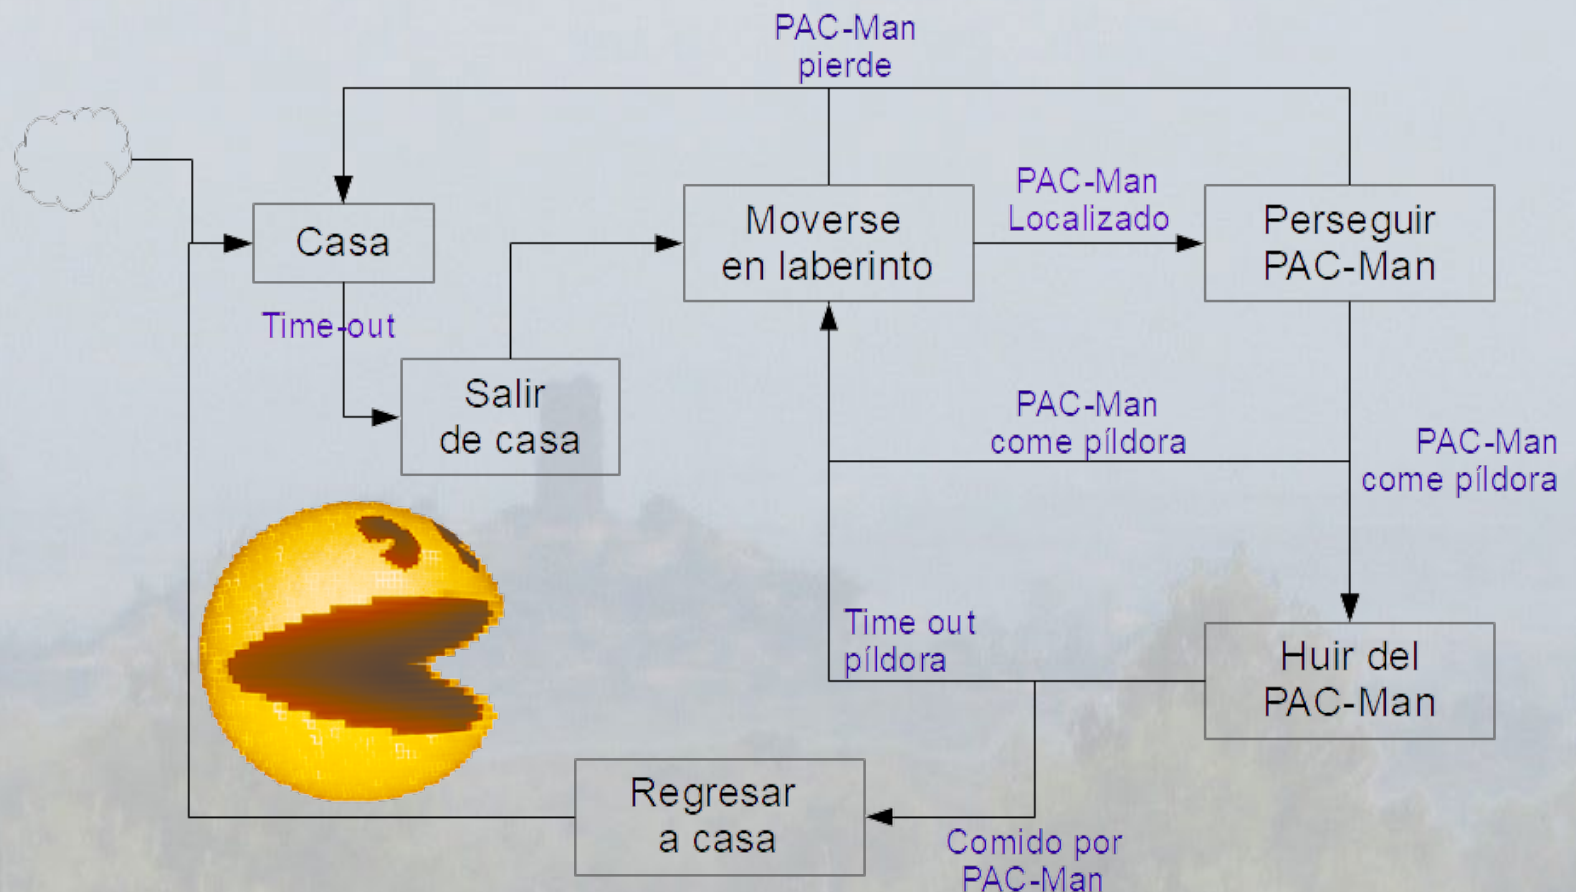 PAC-Man
pierde
Casa
Moverse
en laberinto
PAC-Man
Localizado
Perseguir
PAC-Man
Time-out
Salir
de casa
PAC-Man
come píldora
PAC-Man
come píldora
Time out
píldora
Huir del
PAC-Man
Regresar
a casa
Comido por
PAC-Man